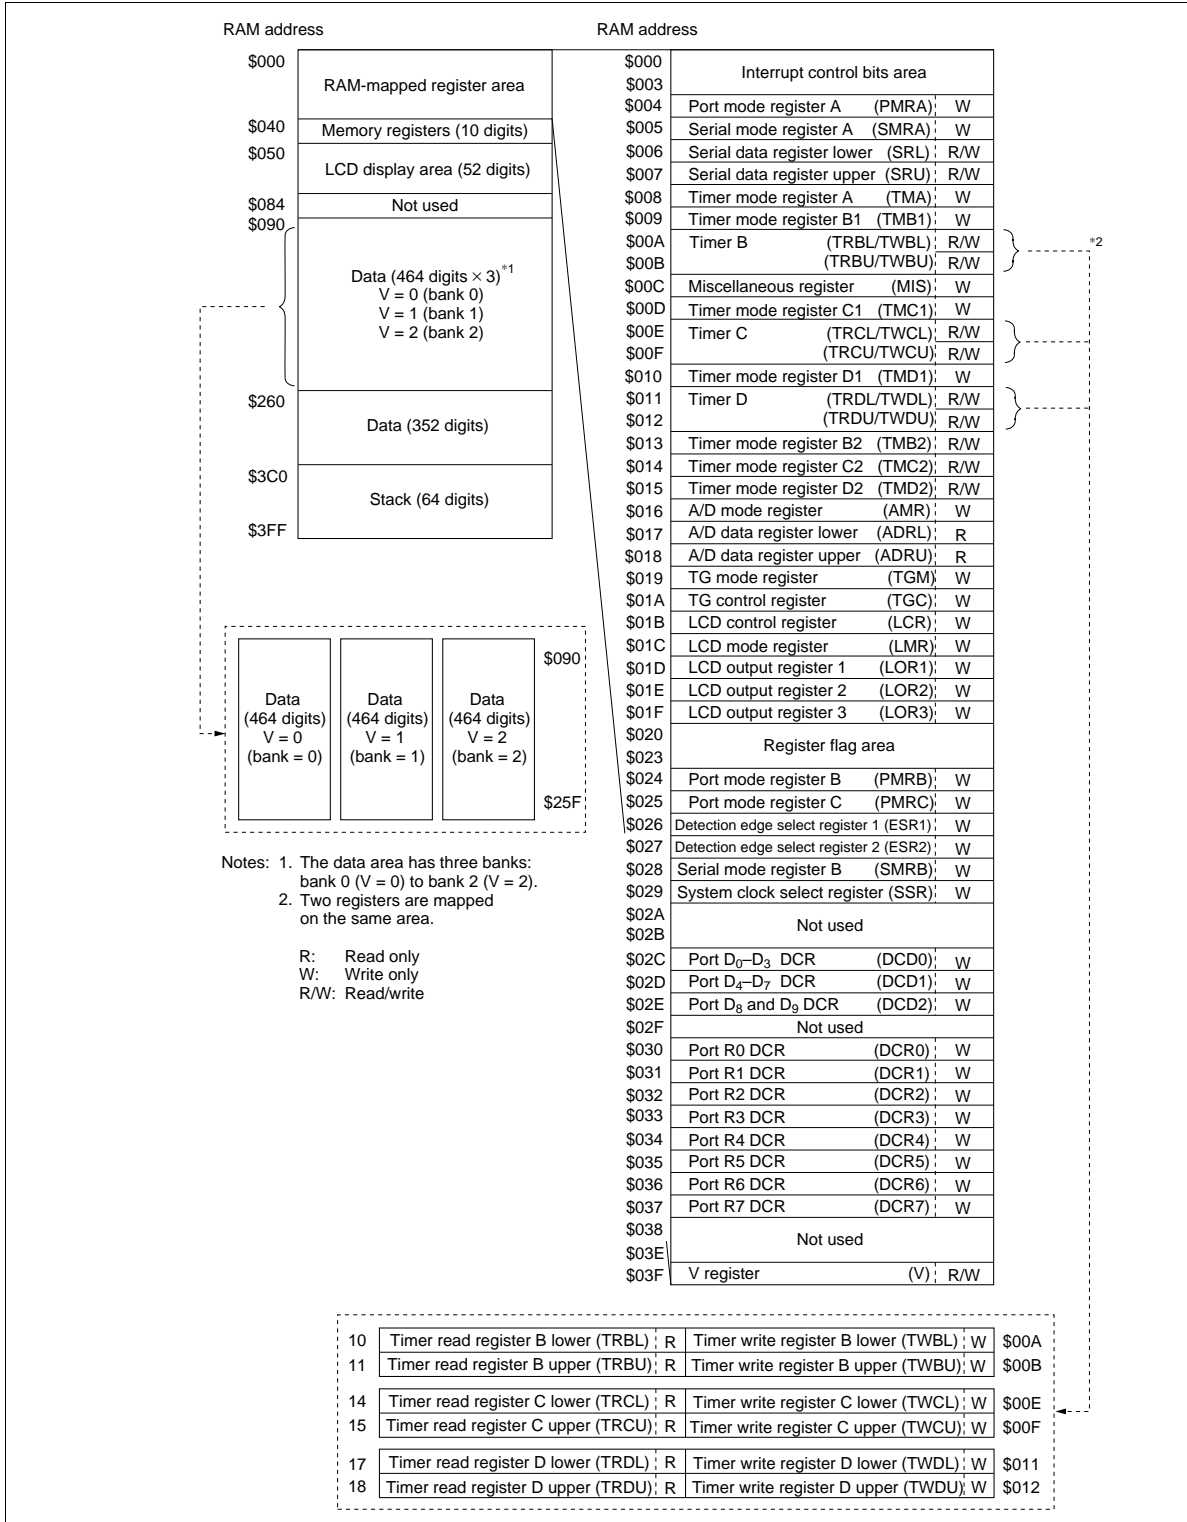 RAM address
$000
RAM-mapped register area
$040
Memory registers (10 digits)
$050
LCD display area (52 digits)
$084
Not used
$090
Data (464 digits × 3)*1
V = 0 (bank 0)
V = 1 (bank 1)
V = 2 (bank 2)
$260
Data (352 digits)
$3C0
Stack (64 digits)
$3FF
Data
(464 digits)
V = 0
(bank = 0)
Data
(464 digits)
V = 1
(bank = 1)
Data
(464 digits)
V = 2
(bank = 2)
$090
$25F
Notes: 1. The data area has three banks:
bank 0 (V = 0) to bank 2 (V = 2).
2. Two registers are mapped
on the same area.
R: Read only
W: Write only
R/W: Read/write
RAM address
$000
Interrupt control bits area
$003
$004 Port mode register A (PMRA) W
$005 Serial mode register A (SMRA) W
$006 Serial data register lower (SRL) R/W
$007 Serial data register upper (SRU) R/W
$008 Timer mode register A (TMA) W
$009 Timer mode register B1 (TMB1) W
$00A Timer B (TRBL/TWBL) R/W
*2
$00B (TRBU/TWBU) R/W
$00C Miscellaneous register (MIS) W
$00D Timer mode register C1 (TMC1) W
$00E Timer C (TRCL/TWCL) R/W
$00F (TRCU/TWCU) R/W
$010 Timer mode register D1 (TMD1) W
$011 Timer D (TRDL/TWDL) R/W
$012 (TRDU/TWDU) R/W
$013 Timer mode register B2 (TMB2) R/W
$014 Timer mode register C2 (TMC2) R/W
$015 Timer mode register D2 (TMD2) R/W
$016 A/D mode register (AMR) W
$017 A/D data register lower (ADRL) R
$018 A/D data register upper (ADRU) R
$019 TG mode register (TGM) W
$01A TG control register (TGC) W
$01B LCD control register (LCR) W
$01C LCD mode register (LMR) W
$01D LCD output register 1 (LOR1) W
$01E LCD output register 2 (LOR2) W
$01F LCD output register 3 (LOR3) W
$020
Register flag area
$023
$024 Port mode register B (PMRB) W
$025 Port mode register C (PMRC) W
$026 Detection edge select register 1 (ESR1) W
$027 Detection edge select register 2 (ESR2) W
$028 Serial mode register B (SMRB) W
$029 System clock select register (SSR) W
$02A
Not used
$02B
$02C Port D0–D3 DCR (DCD0) W
$02D Port D4–D7 DCR (DCD1) W
$02E Port D8 and D9 DCR (DCD2) W
$02F Not used
$030 Port R0 DCR (DCR0) W
$031 Port R1 DCR (DCR1) W
$032 Port R2 DCR (DCR2) W
$033 Port R3 DCR (DCR3) W
$034 Port R4 DCR (DCR4) W
$035 Port R5 DCR (DCR5) W
$036 Port R6 DCR (DCR6) W
$037 Port R7 DCR (DCR7) W
$038
Not used
$03E
$03F V register (V) R/W
10 Timer read register B lower (TRBL) R Timer write register B lower (TWBL) W $00A
11 Timer read register B upper (TRBU) R Timer write register B upper (TWBU) W $00B
14 Timer read register C lower (TRCL) R Timer write register C lower (TWCL) W $00E
15 Timer read register C upper (TRCU) R Timer write register C upper (TWCU) W $00F
17 Timer read register D lower (TRDL) R Timer write register D lower (TWDL) W $011
18 Timer read register D upper (TRDU) R Timer write register D upper (TWDU) W $012